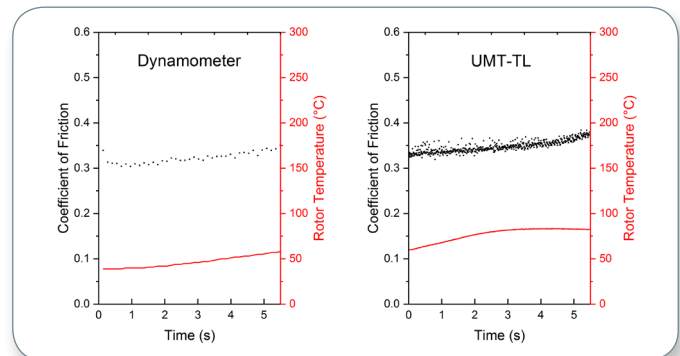 Dynamometer
Coefficient of Friction
0.6
0.5
0.4
0.3
0.2
0.1
0.0
0 1 2 3 4 5
Time (s)
300
250
200
150
100
50
0
Rotor Temperature (°C)
UMT-TL
Coefficient of Friction
0.6
0.5
0.4
0.3
0.2
0.1
0.0
0 1 2 3 4 5
Time (s)
300
250
200
150
100
50
0
Rotor Temperature (°C)